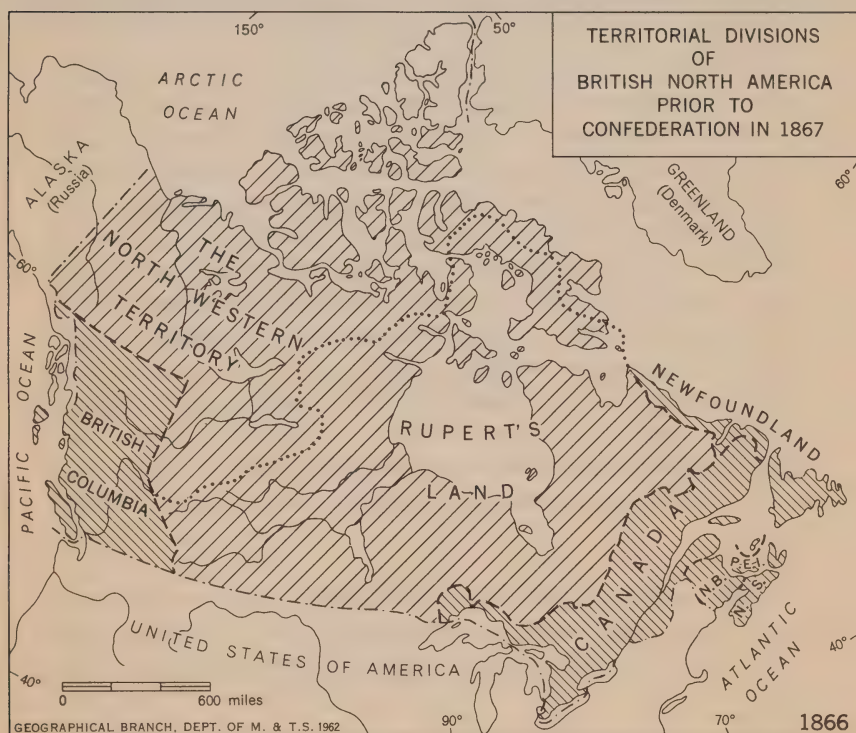 150°
50°
TERRITORIAL DIVISIONS
OF
BRITISH NORTH AMERICA
PRIOR TO
CONFEDERATION IN 1867
ARCTIC
OCEAN
ALASKA
(Russia)
GREENLAND
(Denmark)
60°
60°
THE
NORTH WESTERN
TERRITORY
PACIFIC OCEAN
BRITISH
COLUMBIA
RUPERT'S
LAND
NEWFOUNDLAND
CANADA
P.E.I.
N.B.
N.S.
ATLANTIC
OCEAN
UNITED STATES OF AMERICA
40°
40°
0 600 miles
GEOGRAPHICAL BRANCH, DEPT. OF M. & T.S. 1962
90°
70°
1866